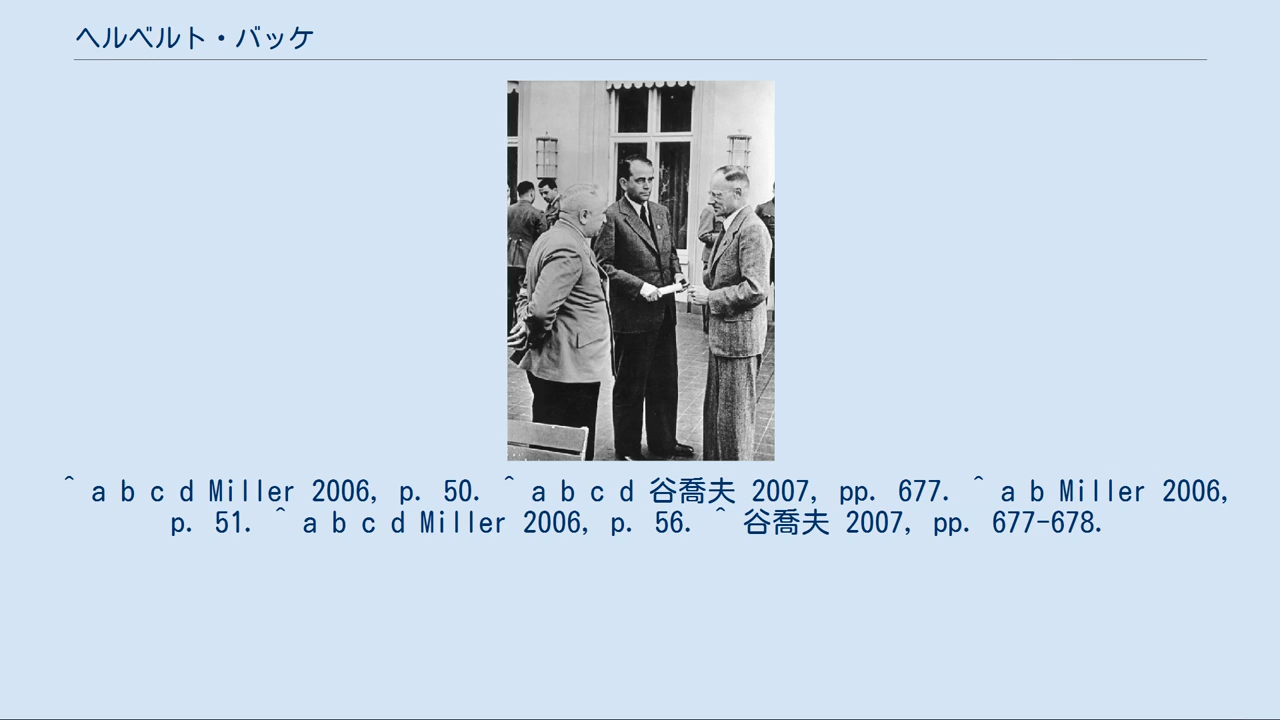 ヘルベルト・バッケ
^ a b c d Miller 2006, p. 50. ^ a b c d 谷喬夫 2007, pp. 677. ^ a b Miller 2006,
p. 51. ^ a b c d Miller 2006, p. 56. ^ 谷喬夫 2007, pp. 677-678.